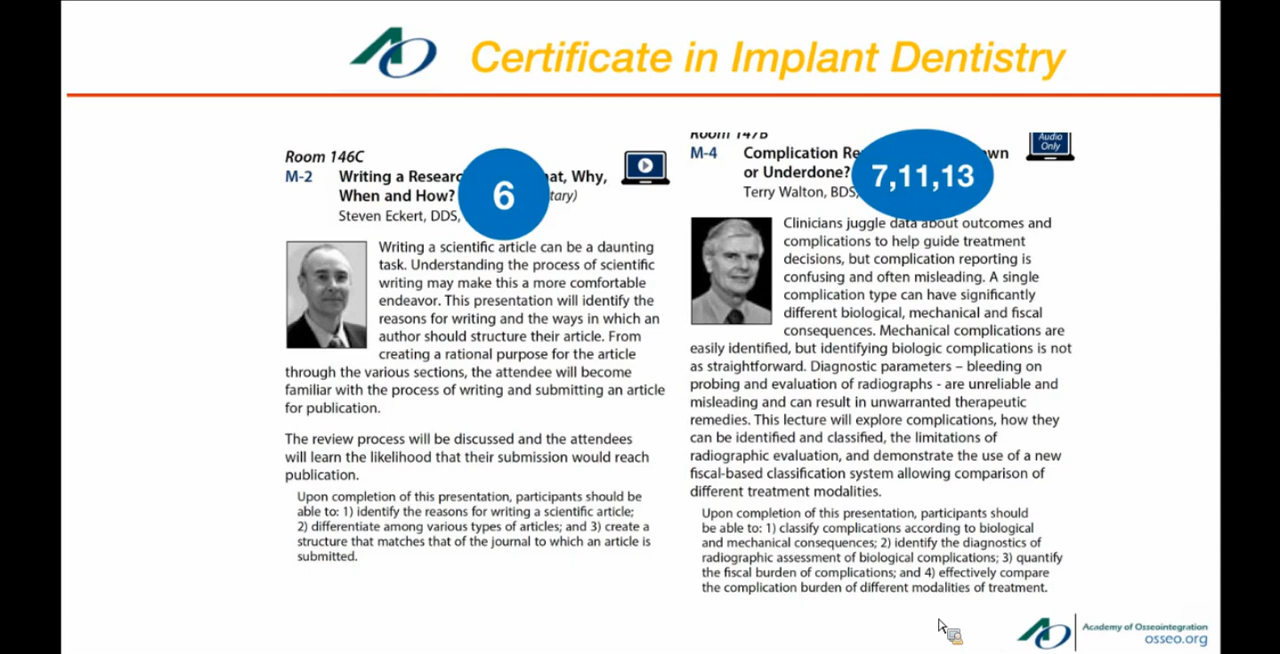 Certificate in Implant Dentistry
Room 146C
M-2 Writing a Resear 6 at, Why,
When and How? tary)
Steven Eckert, DDS,
Writing a scientific article can be a daunting
task. Understanding the process of scientific
writing may make this a more comfortable
endeavor. This presentation will identify the
reasons for writing and the ways in which an
author should structure their article. From
creating a rational purpose for the article
through the various sections, the attendee will become
familiar with the process of writing and submitting an article
for publication.
The review process will be discussed and the attendees
will learn the likelihood that their submission would reach
publication.
Upon completion of this presentation, participants should be
able to: 1) identify the reasons for writing a scientific article;
2) differentiate among various types of articles; and 3) create a
structure that matches that of the journal to which an article is
submitted.
Room 147B
Audio
Only
M-4 Complication Re 7,11,13 wn
or Underdone?
Terry Walton, BDS,
Clinicians juggle data about outcomes and
complications to help guide treatment
decisions, but complication reporting is
confusing and often misleading. A single
complication type can have significantly
different biological, mechanical and fiscal
consequences. Mechanical complications are
easily identified, but identifying biologic complications is not
as straightforward. Diagnostic parameters – bleeding on
probing and evaluation of radiographs - are unreliable and
misleading and can result in unwarranted therapeutic
remedies. This lecture will explore complications, how they
can be identified and classified, the limitations of
radiographic evaluation, and demonstrate the use of a new
fiscal-based classification system allowing comparison of
different treatment modalities.
Upon completion of this presentation, participants should
be able to: 1) classify complications according to biological
and mechanical consequences; 2) identify the diagnostics of
radiographic assessment of biological complications; 3) quantify
the fiscal burden of complications; and 4) effectively compare
the complication burden of different modalities of treatment.
Academy of Osseointegration
osseo.org